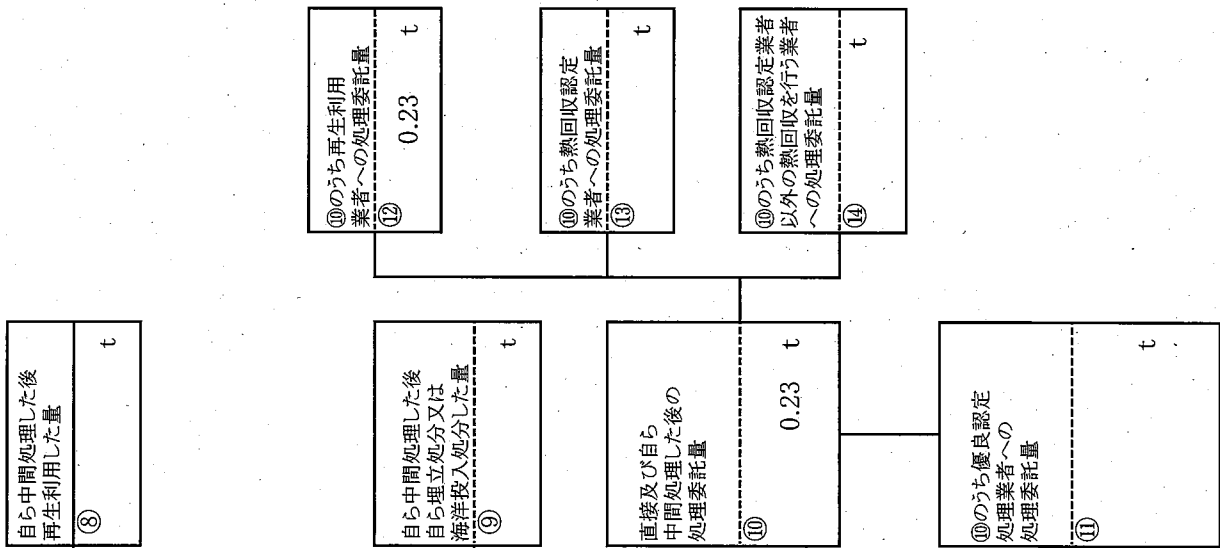 自ら中間処理した後
再生利用した量
⑧ t
自ら中間処理した後
自ら埋立処分又は
海洋投入処分した量
⑨ t
直接及び自ら
中間処理した後の
処理委託量
⑩ 0.23 t
⑩のうち優良認定
処理業者への
処理委託量
⑪ t
⑩のうち再生利用
業者への処理委託量
⑫ 0.23 t
⑩のうち熱回収認定
業者への処理委託量
⑬ t
⑩のうち熱回収認定業者
以外の熱回収を行う業者
への処理委託量
⑭ t